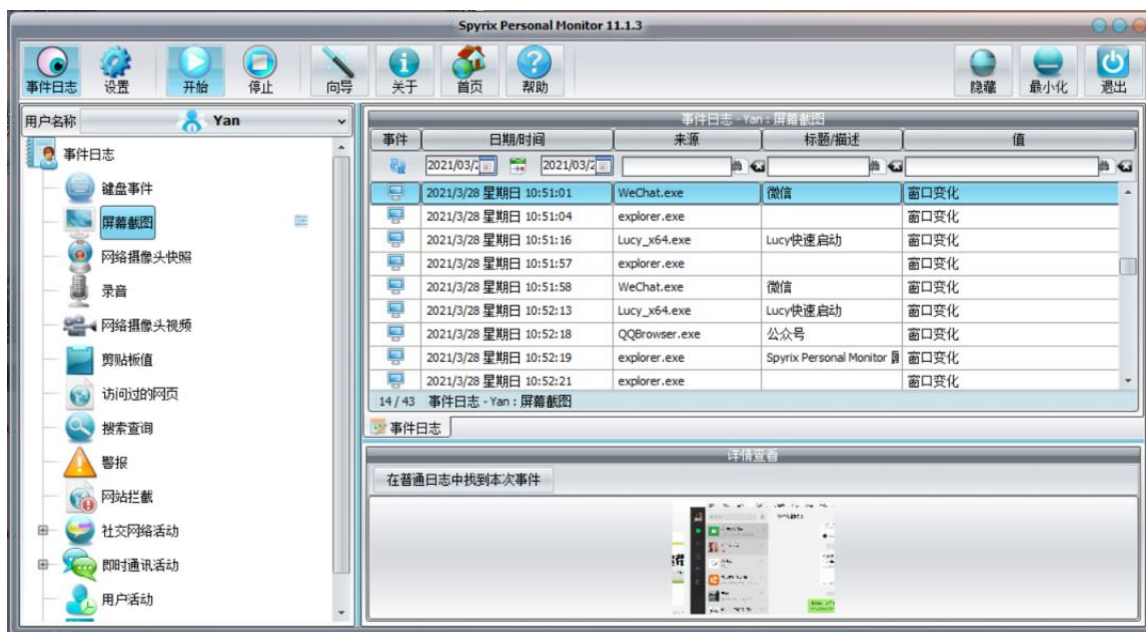 Spyrix Personal Monitor 11.1.3
事件日志 设置 开始 停止 向导 关于 首页 帮助 隐藏 最小化 退出
用户名称 Yan
事件日志
键盘事件
屏幕截图
网络摄像头快照
录音
网络摄像头视频
剪贴板值
访问过的网页
搜索查询
警报
网站拦截
社交网络活动
即时通讯活动
用户活动
事件日志 - Yan : 屏幕截图
事件 日期/时间 来源 标题/描述 值
2021/03/2 2021/03/2
2021/3/28 星期日 10:51:01 WeChat.exe 微信 窗口变化
2021/3/28 星期日 10:51:04 explorer.exe 窗口变化
2021/3/28 星期日 10:51:16 Lucy_x64.exe Lucy快速启动 窗口变化
2021/3/28 星期日 10:51:57 explorer.exe 窗口变化
2021/3/28 星期日 10:51:58 WeChat.exe 微信 窗口变化
2021/3/28 星期日 10:52:13 Lucy_x64.exe Lucy快速启动 窗口变化
2021/3/28 星期日 10:52:18 QQBrowser.exe 公众号 窗口变化
2021/3/28 星期日 10:52:19 explorer.exe Spyrix Personal Monitor 窗口变化
2021/3/28 星期日 10:52:21 explorer.exe 窗口变化
14 / 43 事件日志 - Yan : 屏幕截图
事件日志
详情查看
在普通日志中找到本次事件